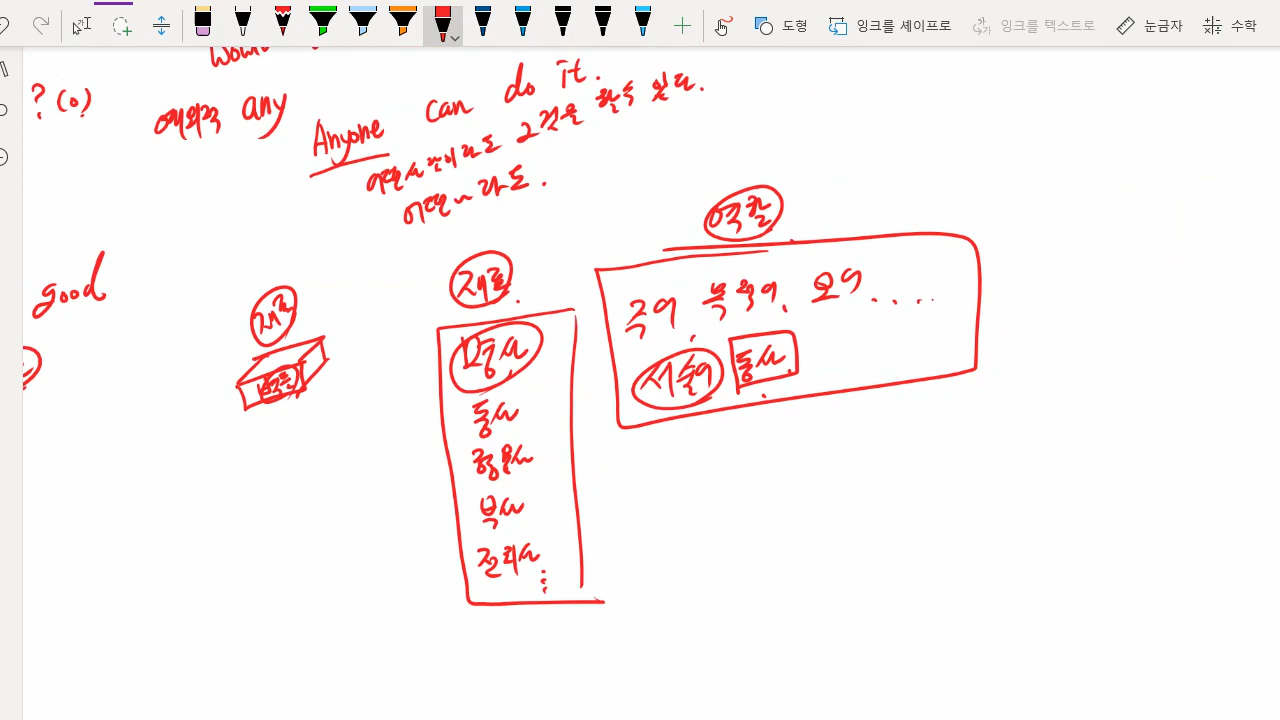 도형 잉크를 셰이프로 잉크를 텍스트로 눈금자 수학
? (o)
예외적 any
Anyone can do it.
어떤 사람이라도 그것을 할 수 있다.
어떤 ~ 라도.
good
재료
벽돌
재료
명사
동사
형용사
부사
전치사
⋮
역할
주어, 목적어, 보어 . . . . .
서술어 동사